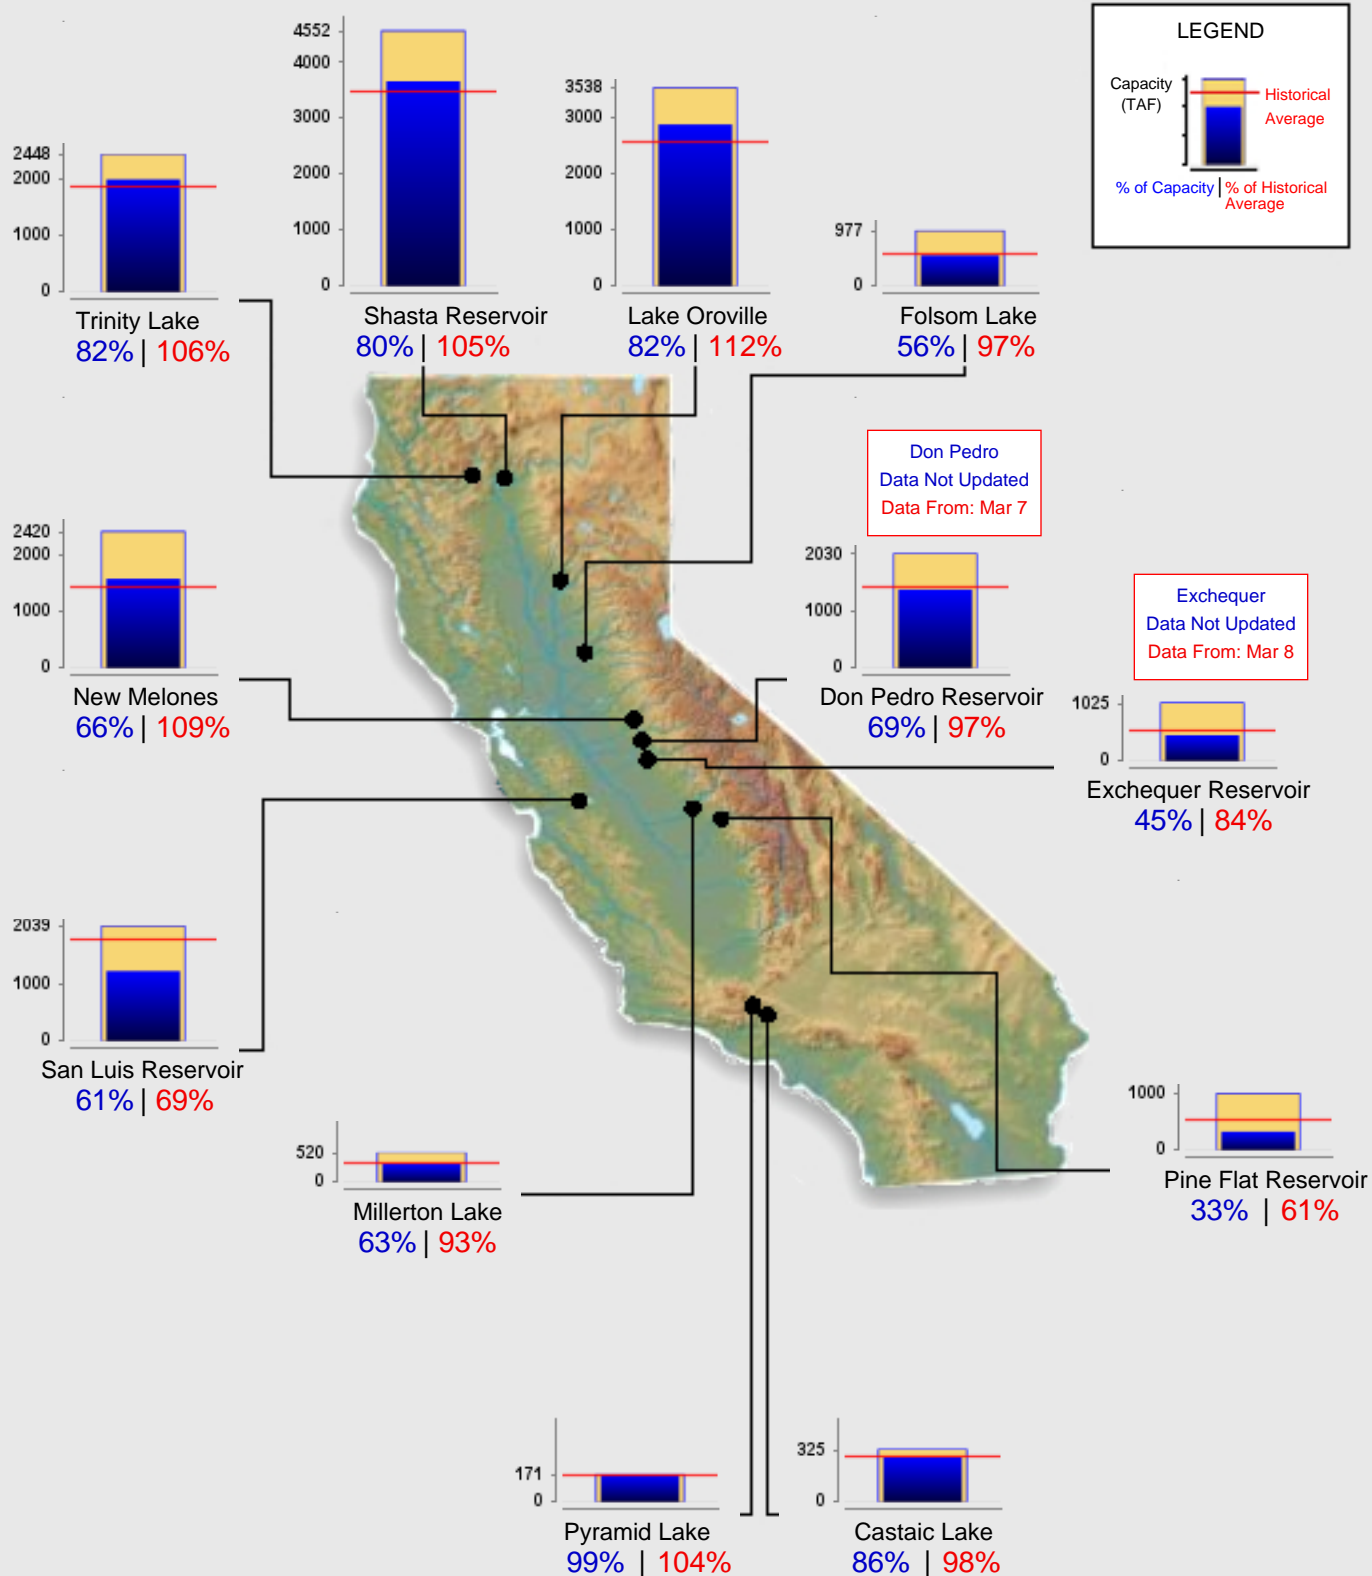 LEGEND
Capacity
(TAF)
Historical
Average
% of Capacity | % of Historical
Average
4552
4000
3000
2000
1000
0
Shasta Reservoir
80% | 105%
3538
3000
2000
1000
0
Lake Oroville
82% | 112%
2448
2000
1000
0
Trinity Lake
82% | 106%
977
0
Folsom Lake
56% | 97%
Don Pedro
Data Not Updated
Data From: Mar 7
2030
1000
0
Don Pedro Reservoir
69% | 97%
2420
2000
1000
0
New Melones
66% | 109%
Exchequer
Data Not Updated
Data From: Mar 8
1025
0
Exchequer Reservoir
45% | 84%
2039
1000
0
San Luis Reservoir
61% | 69%
520
0
Millerton Lake
63% | 93%
1000
0
Pine Flat Reservoir
33% | 61%
171
0
Pyramid Lake
99% | 104%
325
0
Castaic Lake
86% | 98%